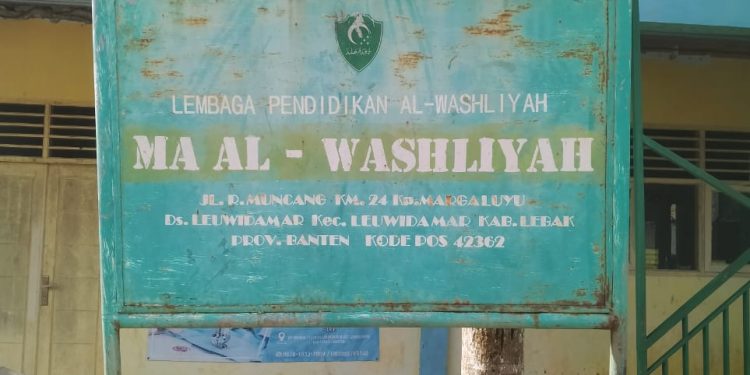 LEMBAGA PENDIDIKAN AL-WASHLIYAH
MA AL - WASHLIYAH
JL. R. MUNCANG KM. 24 Kp. MARGALUYU
Ds. LEUWIDAMAR Kec. LEUWIDAMAR KAB. LEBAK
PROV. BANTEN KODE POS 42362